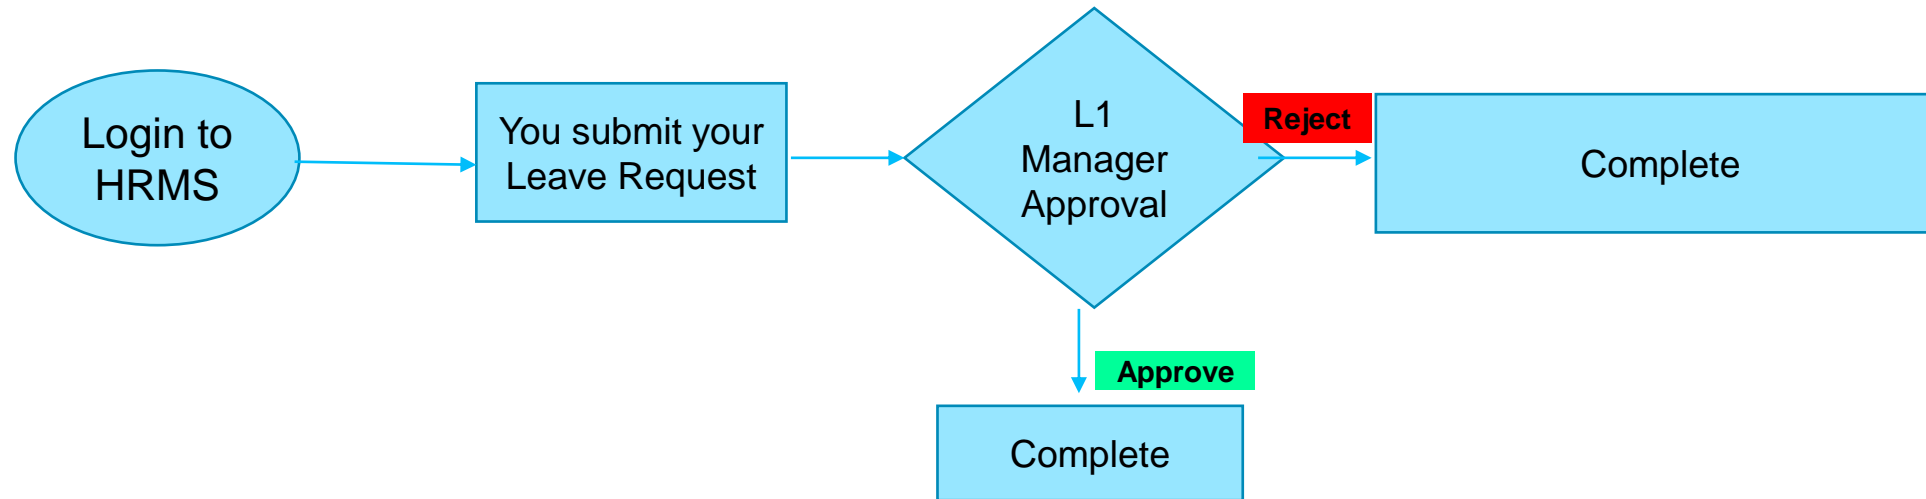 Login to
HRMS
You submit your
Leave Request
L1
Manager
Approval
Reject
Complete
Approve
Complete